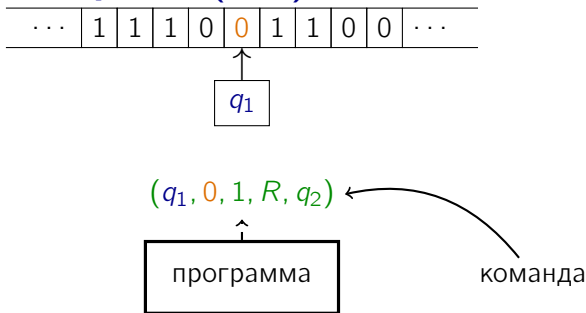 ··· 1 1 1 0 0 1 1 0 0 ···
q₁
(q₁, 0, 1, R, q₂)
программа
команда